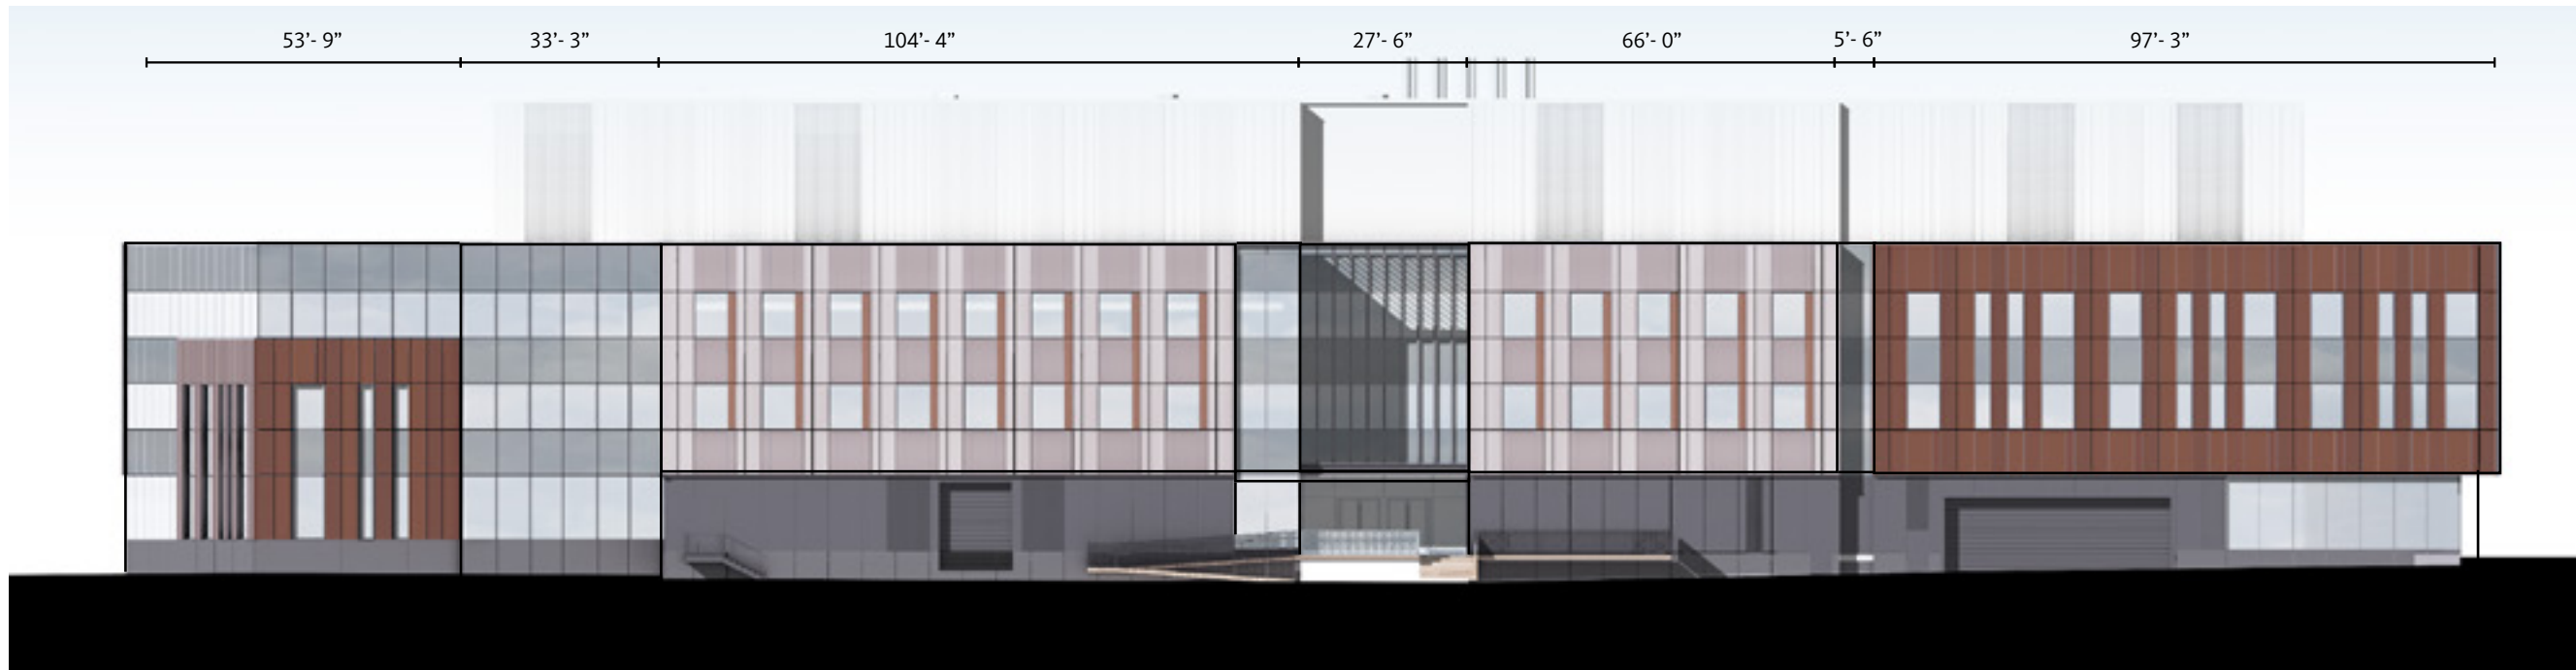 53’- 9” 33’- 3” 104’- 4” 27’- 6” 66’- 0” 5’- 6” 97’- 3”